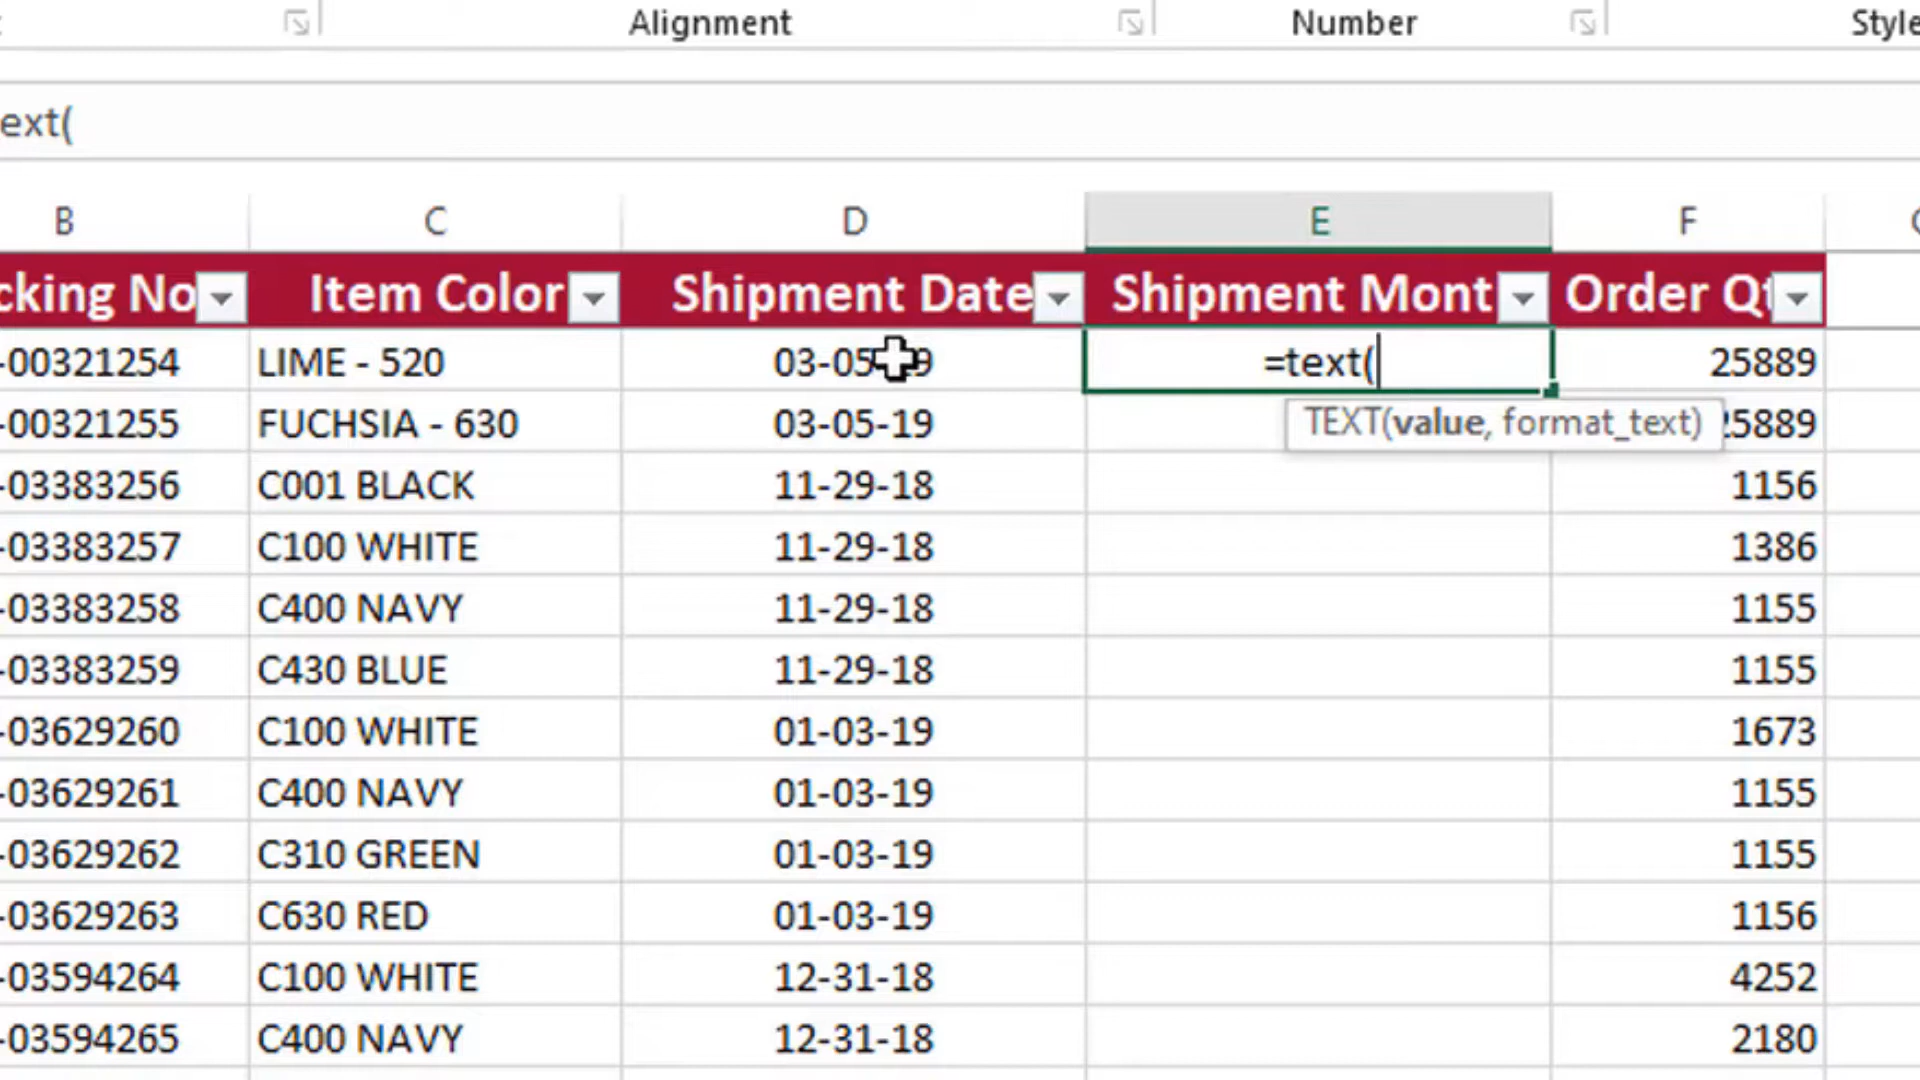 Alignment Number Style
ext(
B C D E F
cking No Item Color Shipment Date Shipment Mont Order Qt
-00321254 LIME - 520 03-05-19 =text( 25889
TEXT(value, format_text)
-00321255 FUCHSIA - 630 03-05-19 25889
-03383256 C001 BLACK 11-29-18 1156
-03383257 C100 WHITE 11-29-18 1386
-03383258 C400 NAVY 11-29-18 1155
-03383259 C430 BLUE 11-29-18 1155
-03629260 C100 WHITE 01-03-19 1673
-03629261 C400 NAVY 01-03-19 1155
-03629262 C310 GREEN 01-03-19 1155
-03629263 C630 RED 01-03-19 1156
-03594264 C100 WHITE 12-31-18 4252
-03594265 C400 NAVY 12-31-18 2180